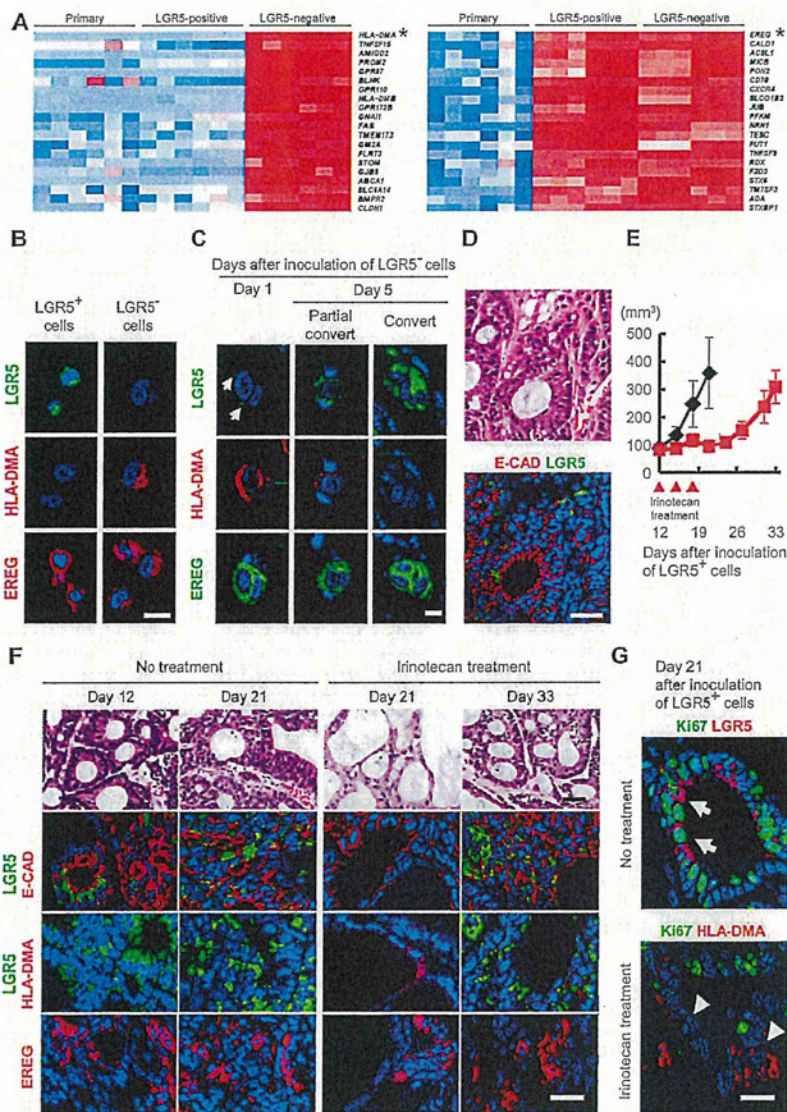 A
Primary LGR5-positive LGR5-negative
HLA-DMA *
TNFSF15
AMIGO2
PROM2
GPR87
BLNK
GPR110
HLA-DMB
GPR172B
GNAI1
FAS
TMEM173
GM2A
FLRT3
STOM
GJB5
ABCA1
SLC6A14
BMPR2
CLDN1
Primary LGR5-positive LGR5-negative
EREG *
CALD1
ACSL1
MICB
PON2
CD70
CXCR4
SLCO1B3
JUB
PFKM
NRN1
TESC
FUT1
TNFSF9
RDX
FZD3
STX6
TM7SF3
ADA
STXBP1
B
LGR5+ cells
LGR5- cells
LGR5
HLA-DMA
EREG
C
Days after inoculation of LGR5- cells
Day 1 Day 5
Partial convert
Convert
LGR5
HLA-DMA
EREG
D
E-CAD LGR5
E
(mm³)
500
400
300
200
100
0
Irinotecan treatment
12 19 26 33
Days after inoculation
of LGR5+ cells
F
No treatment Irinotecan treatment
Day 12 Day 21 Day 21 Day 33
LGR5
E-CAD
LGR5
HLA-DMA
EREG
G
Day 21
after inoculation
of LGR5+ cells
Ki67 LGR5
No treatment
Ki67 HLA-DMA
Irinotecan treatment